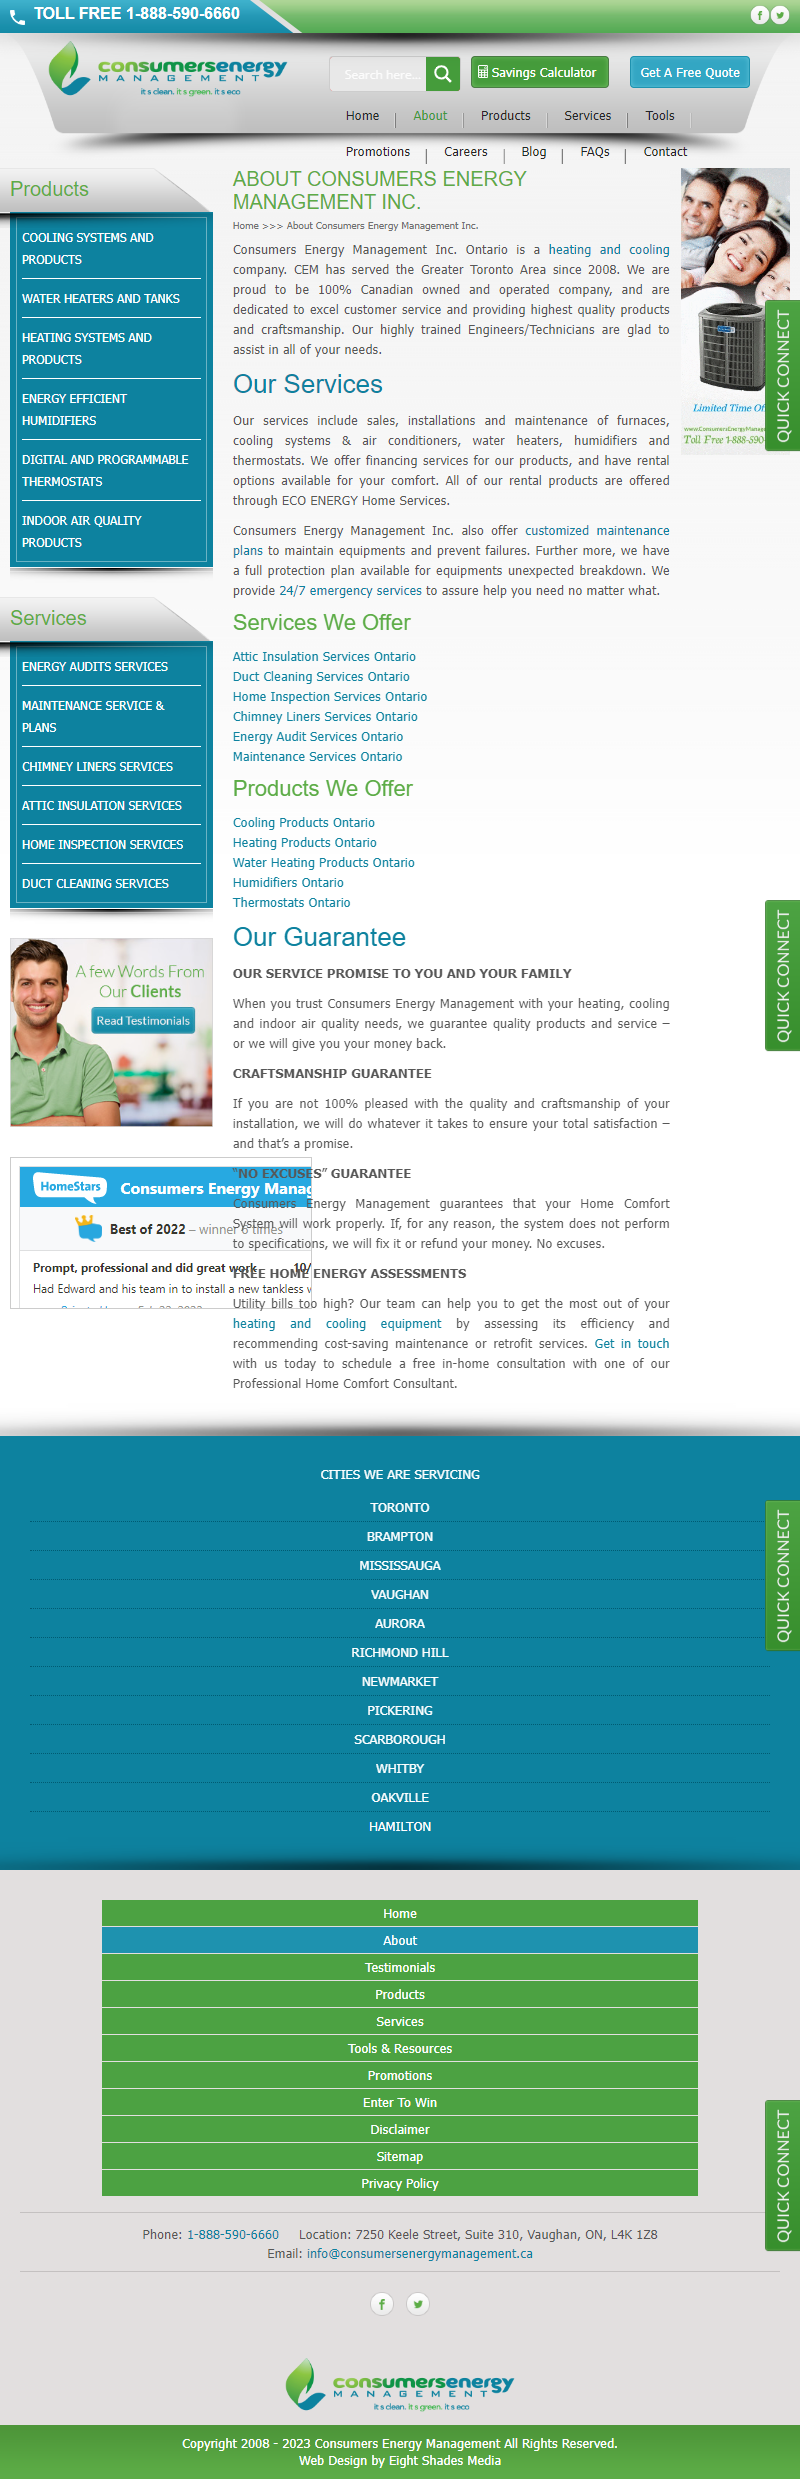 TOLL FREE 1-888-590-6660
consumersenergy
MANAGEMENT
it s clean. it s green. it s eco
Search here...
Savings Calculator
Get A Free Quote
Home
About
Products
Services
Tools
Promotions
Careers
Blog
FAQs
Contact
Products
COOLING SYSTEMS AND
PRODUCTS
WATER HEATERS AND TANKS
HEATING SYSTEMS AND
PRODUCTS
ENERGY EFFICIENT
HUMIDIFIERS
DIGITAL AND PROGRAMMABLE
THERMOSTATS
INDOOR AIR QUALITY
PRODUCTS
Services
ENERGY AUDITS SERVICES
MAINTENANCE SERVICE &
PLANS
CHIMNEY LINERS SERVICES
ATTIC INSULATION SERVICES
HOME INSPECTION SERVICES
DUCT CLEANING SERVICES
A few Words From
Our Clients
Read Testimonials
HomeStars
Consumers Energy Manag
Best of 2022 – winner 6 times
Prompt, professional and did great work 10/
Had Edward and his team in to install a new tankless w
ABOUT CONSUMERS ENERGY
MANAGEMENT INC.
Home >>> About Consumers Energy Management Inc.
Consumers Energy Management Inc. Ontario is a heating and cooling
company. CEM has served the Greater Toronto Area since 2008. We are
proud to be 100% Canadian owned and operated company, and are
dedicated to excel customer service and providing highest quality products
and craftsmanship. Our highly trained Engineers/Technicians are glad to
assist in all of your needs.
Our Services
Our services include sales, installations and maintenance of furnaces,
cooling systems & air conditioners, water heaters, humidifiers and
thermostats. We offer financing services for our products, and have rental
options available for your comfort. All of our rental products are offered
through ECO ENERGY Home Services.
Consumers Energy Management Inc. also offer customized maintenance
plans to maintain equipments and prevent failures. Further more, we have
a full protection plan available for equipments unexpected breakdown. We
provide 24/7 emergency services to assure help you need no matter what.
Services We Offer
Attic Insulation Services Ontario
Duct Cleaning Services Ontario
Home Inspection Services Ontario
Chimney Liners Services Ontario
Energy Audit Services Ontario
Maintenance Services Ontario
Products We Offer
Cooling Products Ontario
Heating Products Ontario
Water Heating Products Ontario
Humidifiers Ontario
Thermostats Ontario
Our Guarantee
OUR SERVICE PROMISE TO YOU AND YOUR FAMILY
When you trust Consumers Energy Management with your heating, cooling
and indoor air quality needs, we guarantee quality products and service –
or we will give you your money back.
CRAFTSMANSHIP GUARANTEE
If you are not 100% pleased with the quality and craftsmanship of your
installation, we will do whatever it takes to ensure your total satisfaction –
and that's a promise.
“NO EXCUSES” GUARANTEE
Consumers Energy Management guarantees that your Home Comfort
System will work properly. If, for any reason, the system does not perform
to specifications, we will fix it or refund your money. No excuses.
FREE HOME ENERGY ASSESSMENTS
Utility bills too high? Our team can help you to get the most out of your
heating and cooling equipment by assessing its efficiency and
recommending cost-saving maintenance or retrofit services. Get in touch
with us today to schedule a free in-home consultation with one of our
Professional Home Comfort Consultant.
Limited Time Of
www.ConsumersEnergyManag
Toll Free 1-888-590-
QUICK CONNECT
QUICK CONNECT
QUICK CONNECT
QUICK CONNECT
CITIES WE ARE SERVICING
TORONTO
BRAMPTON
MISSISSAUGA
VAUGHAN
AURORA
RICHMOND HILL
NEWMARKET
PICKERING
SCARBOROUGH
WHITBY
OAKVILLE
HAMILTON
Home
About
Testimonials
Products
Services
Tools & Resources
Promotions
Enter To Win
Disclaimer
Sitemap
Privacy Policy
Phone: 1-888-590-6660 Location: 7250 Keele Street, Suite 310, Vaughan, ON, L4K 1Z8
Email: info@consumersenergymanagement.ca
consumersenergy
MANAGEMENT
it s clean. it s green. it s eco
Copyright 2008 - 2023 Consumers Energy Management All Rights Reserved.
Web Design by Eight Shades Media